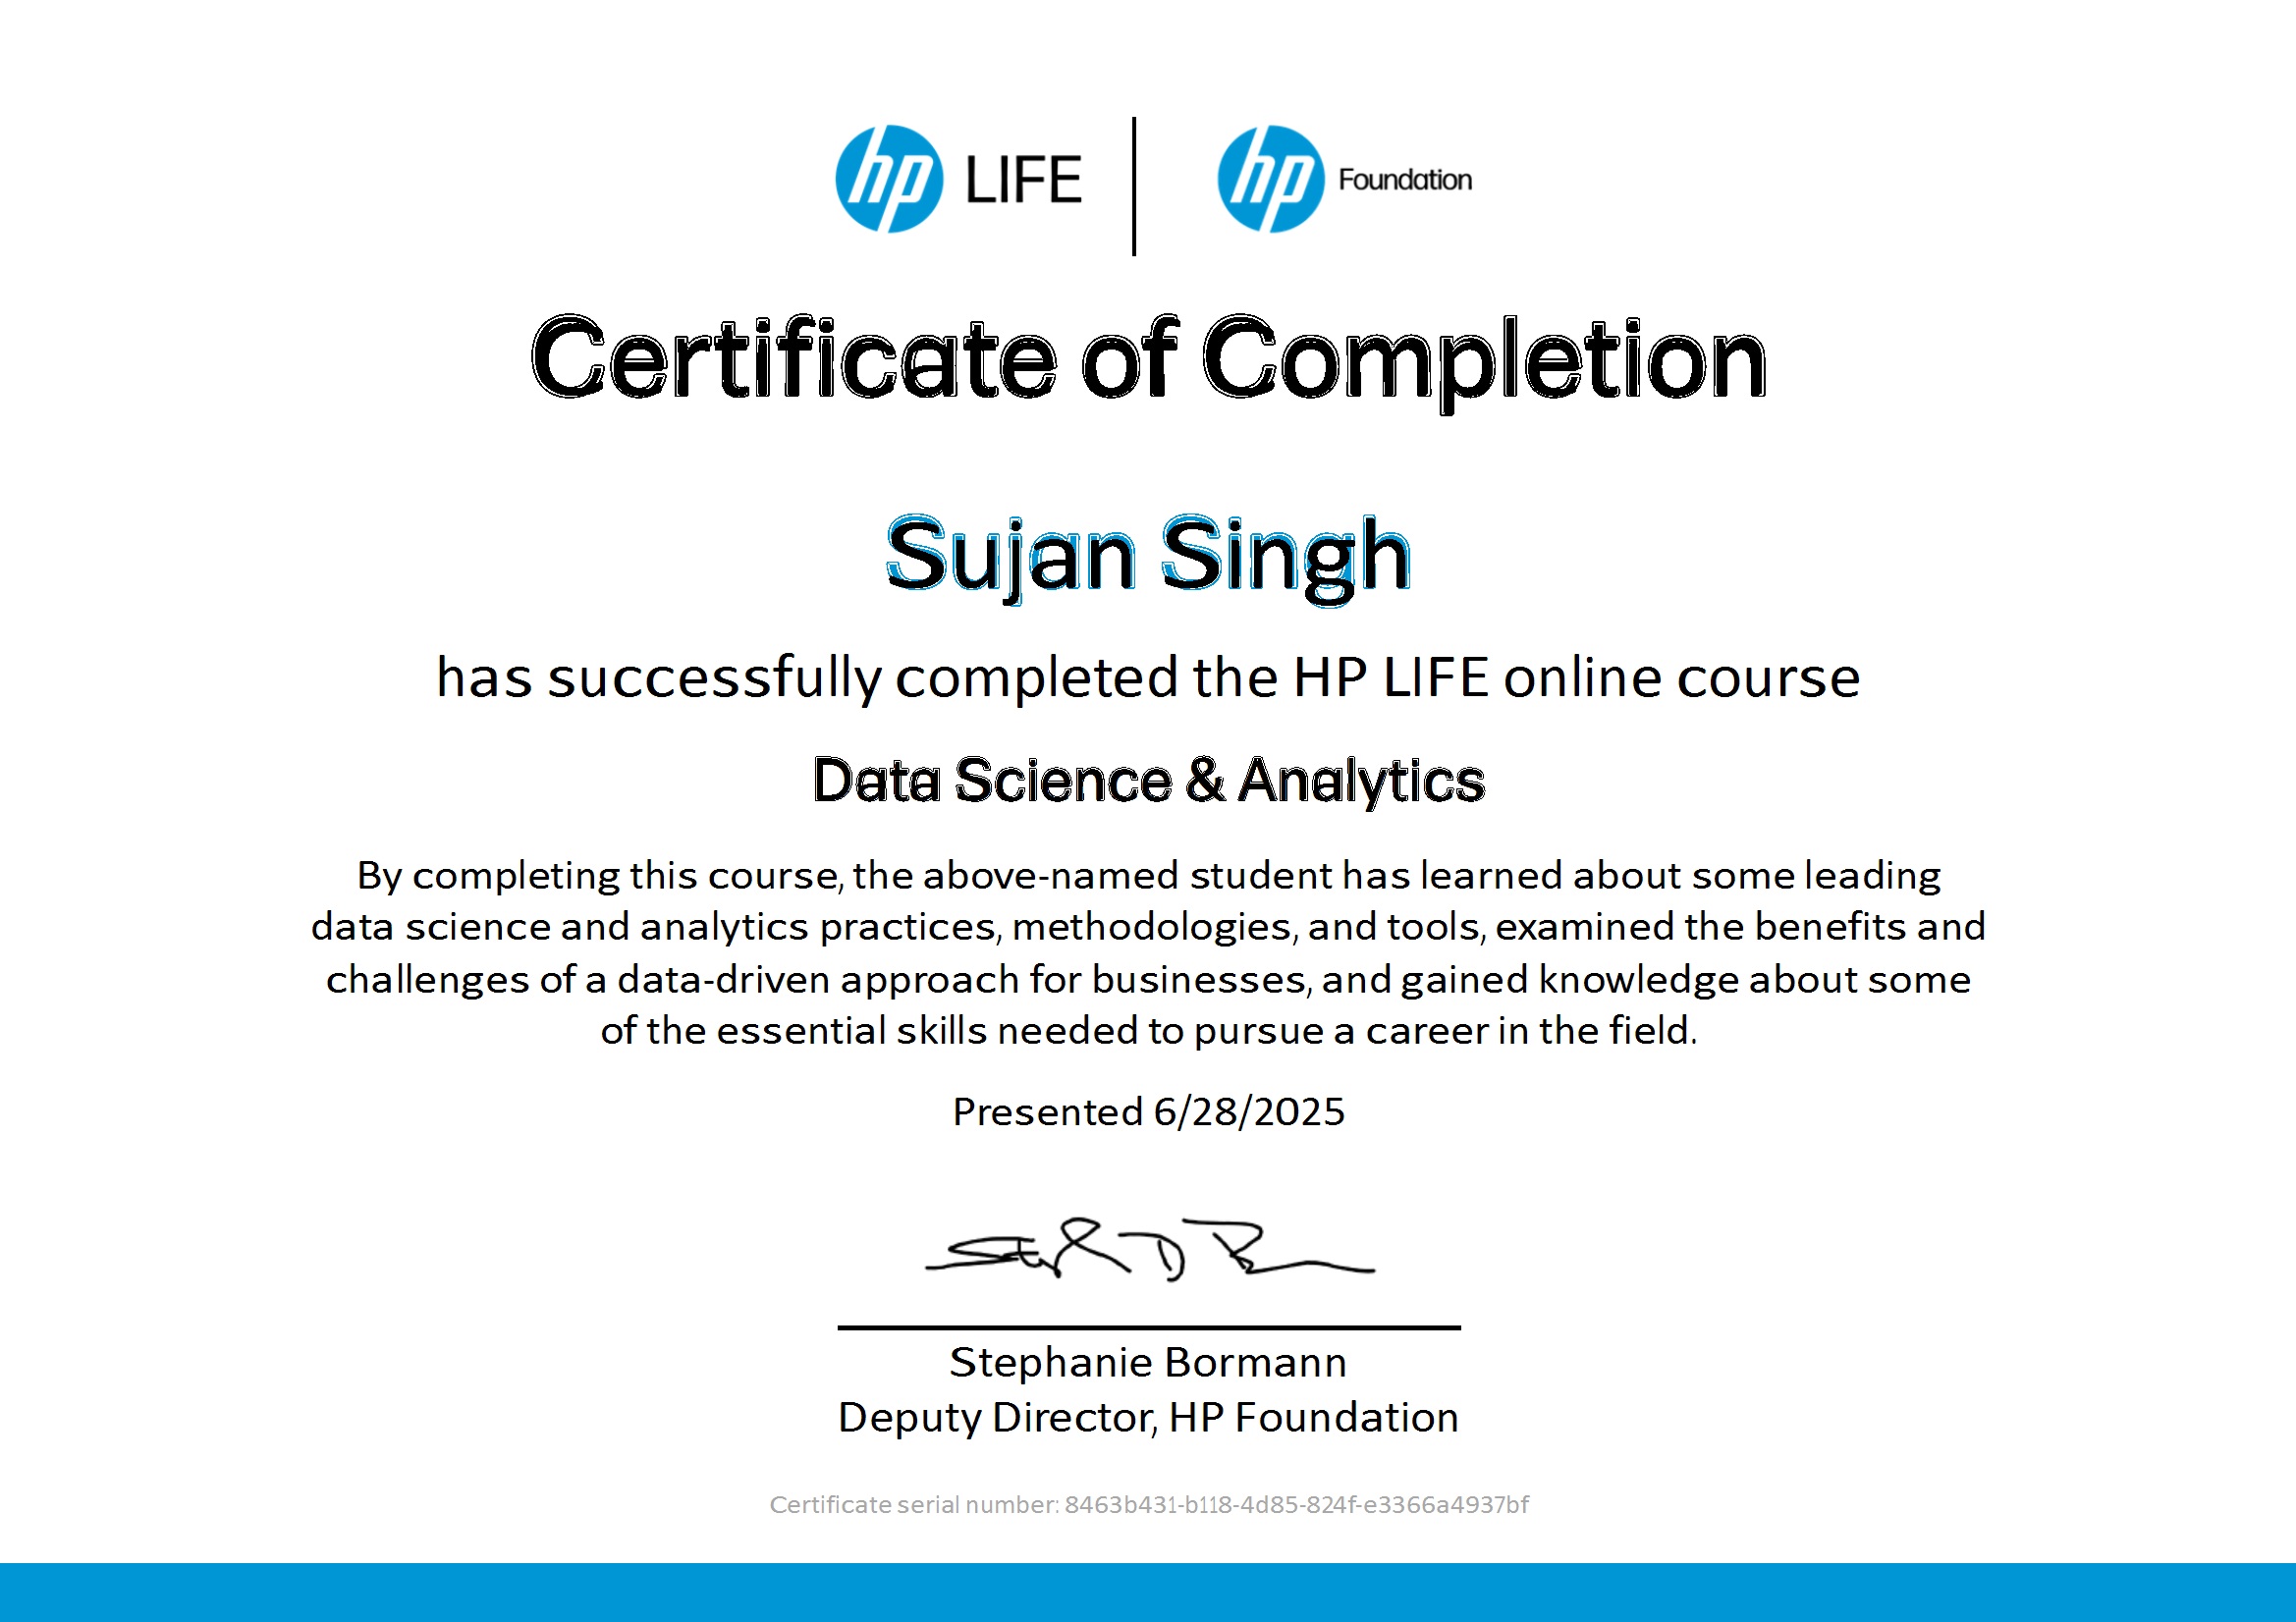 hp LIFE
hp Foundation
Certificate of Completion
Sujan Singh
has successfully completed the HP LIFE online course
Data Science & Analytics
By completing this course, the above-named student has learned about some leading
data science and analytics practices, methodologies, and tools, examined the benefits and
challenges of a data-driven approach for businesses, and gained knowledge about some
of the essential skills needed to pursue a career in the field.
Presented 6/28/2025
Stephanie Bormann
Deputy Director, HP Foundation
Certificate serial number: 8463b431-b118-4d85-824f-e3366a4937bf